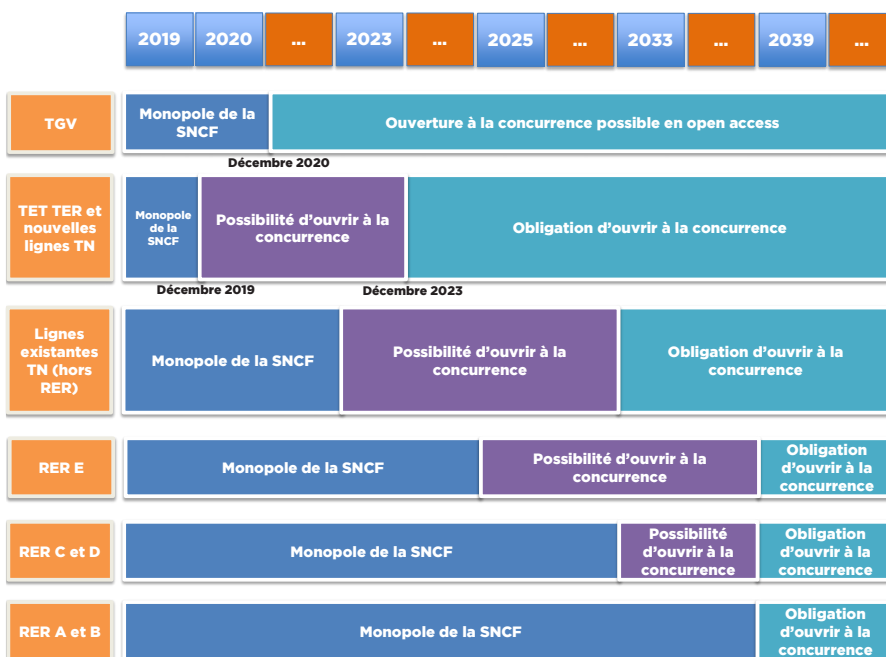 2019 2020 ... 2023 ... 2025 ... 2033 ... 2039 ...
TGV
Monopole de la
SNCF
Ouverture à la concurrence possible en open access
Décembre 2020
TET TER et
nouvelles
lignes TN
Monopole
de la
SNCF
Possibilité d'ouvrir à la
concurrence
Obligation d'ouvrir à la concurrence
Décembre 2019
Décembre 2023
Lignes
existantes
TN (hors
RER)
Monopole de la SNCF
Possibilité d'ouvrir à la
concurrence
Obligation d'ouvrir à la
concurrence
RER E
Monopole de la SNCF
Possibilité d'ouvrir à la
concurrence
Obligation
d'ouvrir à la
concurrence
RER C et D
Monopole de la SNCF
Possibilité
d'ouvrir à la
concurrence
Obligation
d'ouvrir à la
concurrence
RER A et B
Monopole de la SNCF
Obligation
d'ouvrir à la
concurrence